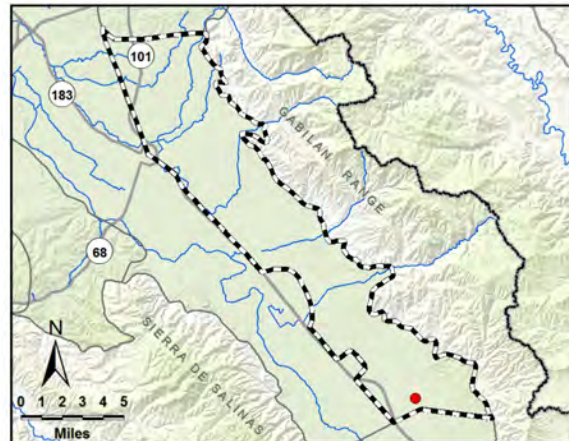 101
183
GABILAN RANGE
68
SIERRA DE SALINAS
N
0 1 2 3 4 5
Miles